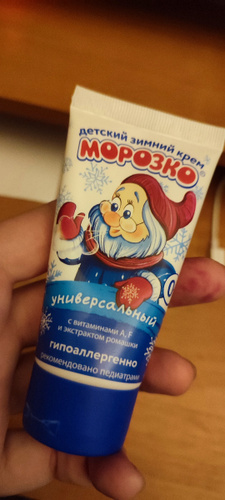 детский зимний крем
МОРОЗКО®
универсальный
с витаминами A, F
и экстрактом ромашки
гипоаллергенно
рекомендовано педиатрами